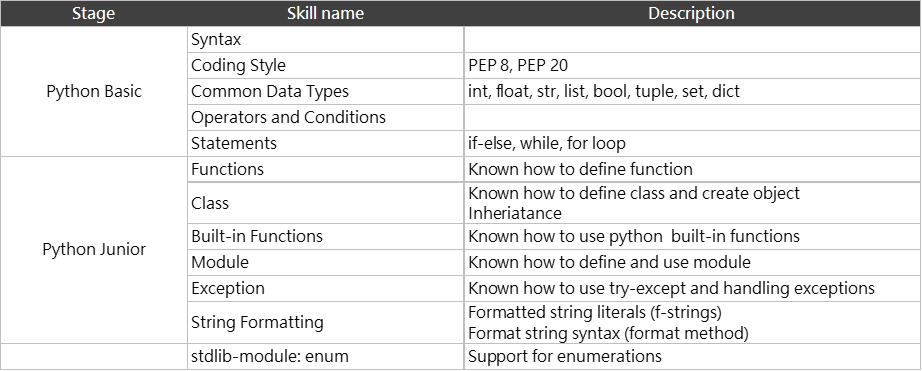 Stage Skill name Description
Syntax
Coding Style PEP 8, PEP 20
Python Basic Common Data Types int, float, str, list, bool, tuple, set, dict
Operators and Conditions
Statements if-else, while, for loop
Functions Known how to define function
Class Known how to define class and create object
Inheriatance
Python Junior Built-in Functions Known how to use python  built-in functions
Module Known how to define and use module
Exception Known how to use try-except and handling exceptions
String Formatting Formatted string literals (f-strings)
Format string syntax (format method)
stdlib-module: enum Support for enumerations